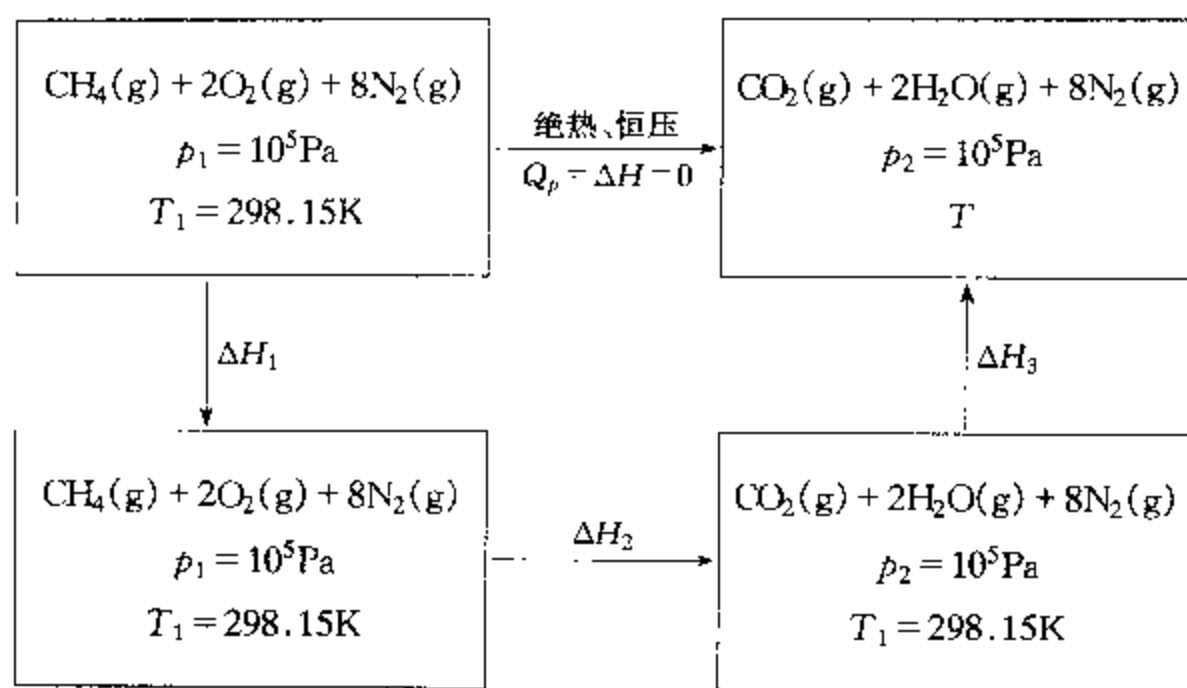 CH₄(g) + 2O₂(g) + 8N₂(g)
p₁ = 10⁵Pa
T₁ = 298.15K
绝热、恒压
Qₚ = ΔH = 0
CO₂(g) + 2H₂O(g) + 8N₂(g)
p₂ = 10⁵Pa
T
ΔH₁
ΔH₃
CH₄(g) + 2O₂(g) + 8N₂(g)
p₁ = 10⁵Pa
T₁ = 298.15K
ΔH₂
CO₂(g) + 2H₂O(g) + 8N₂(g)
p₂ = 10⁵Pa
T₁ = 298.15K